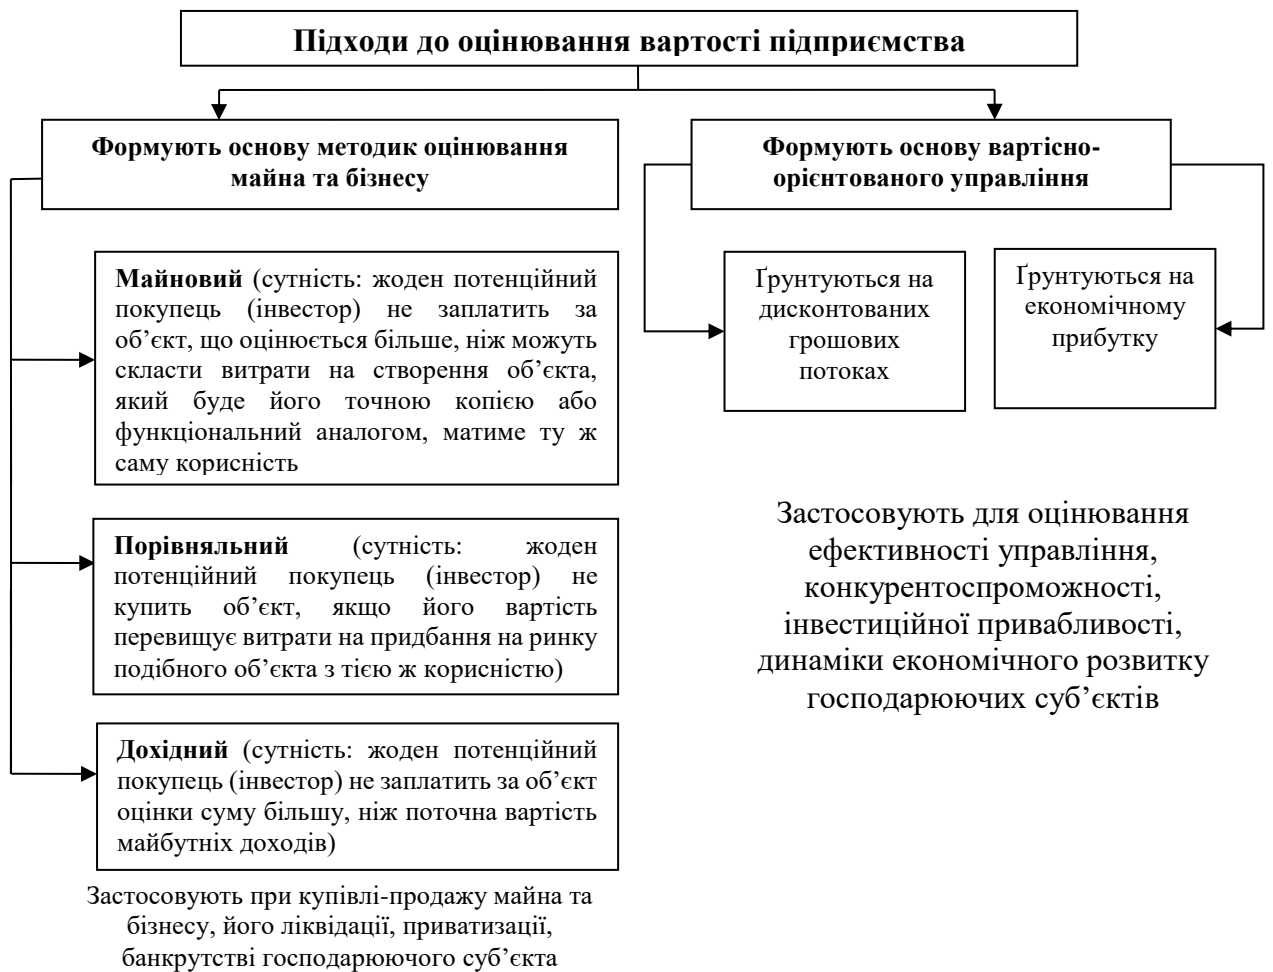 Підходи до оцінювання вартості підприємства
Формують основу методик оцінювання
майна та бізнесу
Майновий (сутність: жоден потенційний
покупець (інвестор) не заплатить за
об’єкт, що оцінюється більше, ніж можуть
скласти витрати на створення об’єкта,
який буде його точною копією або
функціональний аналогом, матиме ту ж
саму корисність
Порівняльний (сутність: жоден
потенційний покупець (інвестор) не
купить об’єкт, якщо його вартість
перевищує витрати на придбання на ринку
подібного об’єкта з тією ж корисністю)
Дохідний (сутність: жоден потенційний
покупець (інвестор) не заплатить за об’єкт
оцінки суму більшу, ніж поточна вартість
майбутніх доходів)
Застосовують при купівлі-продажу майна та
бізнесу, його ліквідації, приватизації,
банкрутстві господарюючого суб’єкта
Формують основу вартісно-
орієнтованого управління
Ґрунтуються на
дисконтованих
грошових
потоках
Ґрунтуються на
економічному
прибутку
Застосовують для оцінювання
ефективності управління,
конкурентоспроможності,
інвестиційної привабливості,
динаміки економічного розвитку
господарюючих суб’єктів